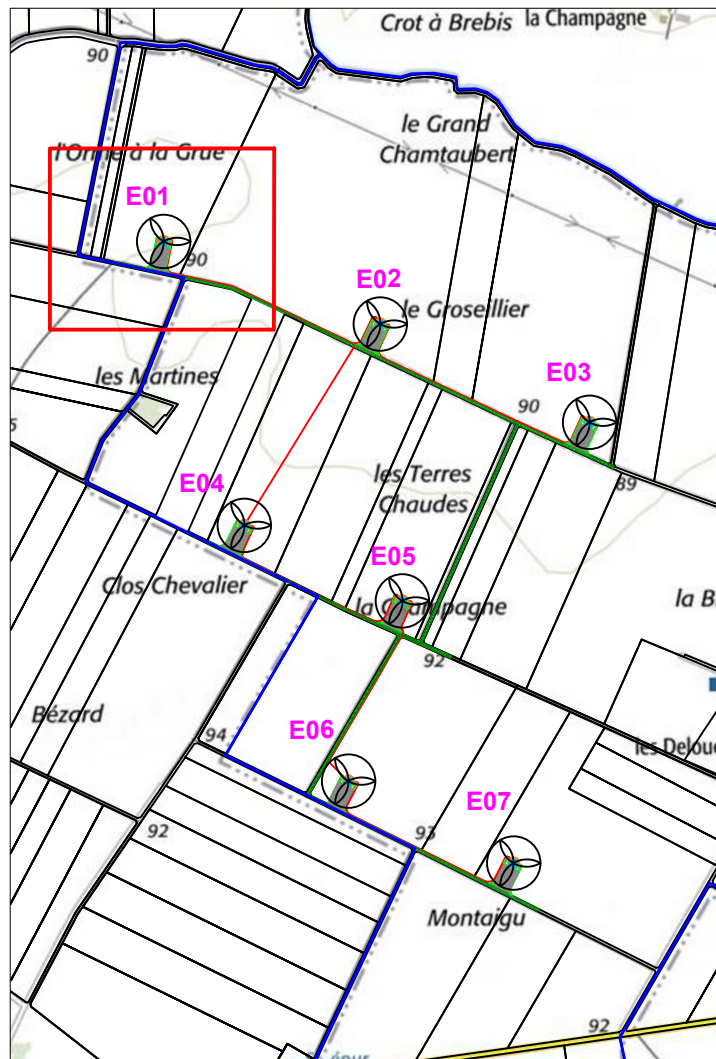 Crot à Brebis
la Champagne
90
le Grand
Chamtaubert
l'Orme à la Grue
E01
90
E02
le Groseillier
les Martines
E03
90
89
E04
les Terres
Chaudes
E05
Clos Chevalier
la Champagne
la B
92
Bézard
94
E06
les Delou
92
93
E07
Montaigu
92